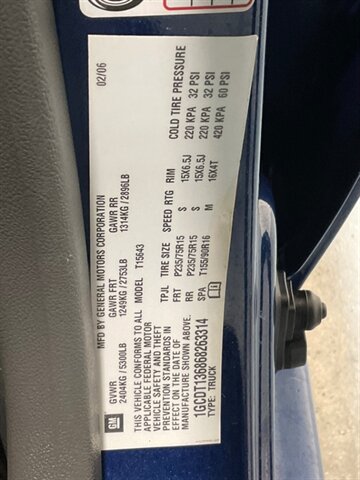 MFD BY GENERAL MOTORS CORPORATION
02/06
GVWR GAWR FRT GAWR RR
2404KG / 5300LB 1249KG / 2753LB 1314KG / 2896LB
THIS VEHICLE CONFORMS TO ALL
APPLICABLE FEDERAL MOTOR
VEHICLE SAFETY AND THEFT
PREVENTION STANDARDS IN
EFFECT ON THE DATE OF
MANUFACTURE SHOWN ABOVE.
1GCDT136868263314
TYPE: TRUCK
MODEL: T15643
TPJL TIRE SIZE SPEED RTG RIM COLD TIRE PRESSURE
FRT P235/75R15 S 15X6.5J 220 KPA 32 PSI
RR P235/75R15 S 15X6.5J 220 KPA 32 PSI
SPA T155/90R16 M 16X4T 420 KPA 60 PSI
GM